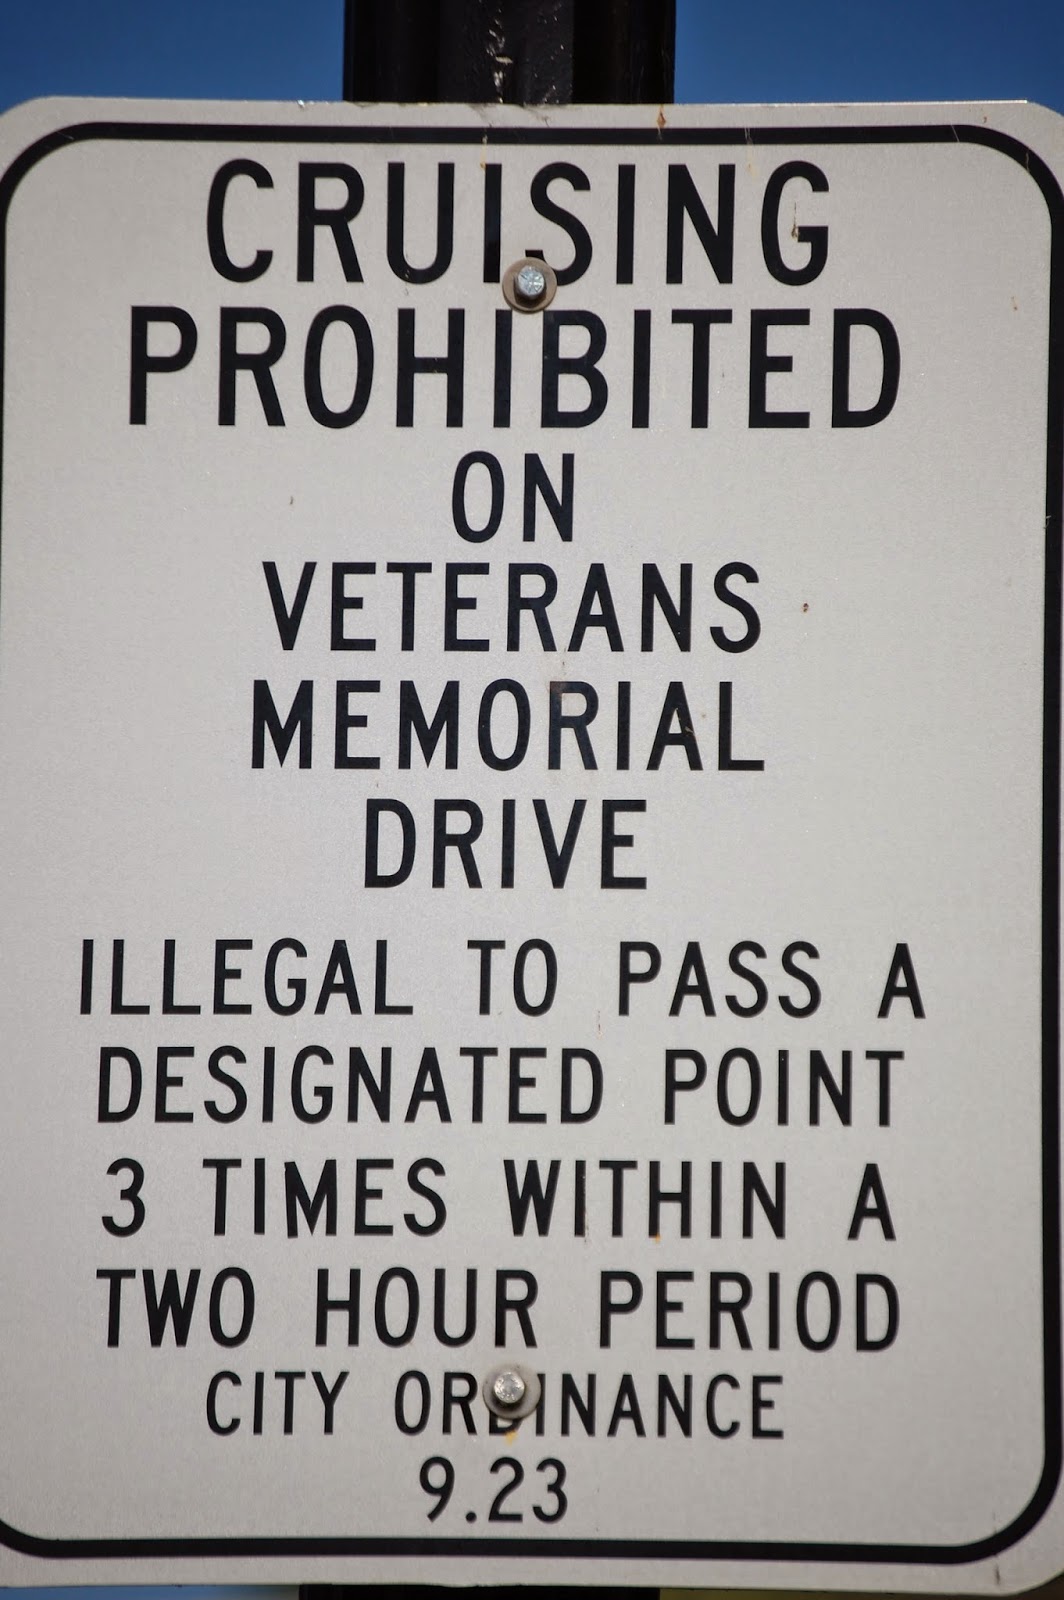 CRUISING
PROHIBITED
ON
VETERANS
MEMORIAL
DRIVE
ILLEGAL TO PASS A
DESIGNATED POINT
3 TIMES WITHIN A
TWO HOUR PERIOD
CITY ORDINANCE
9.23